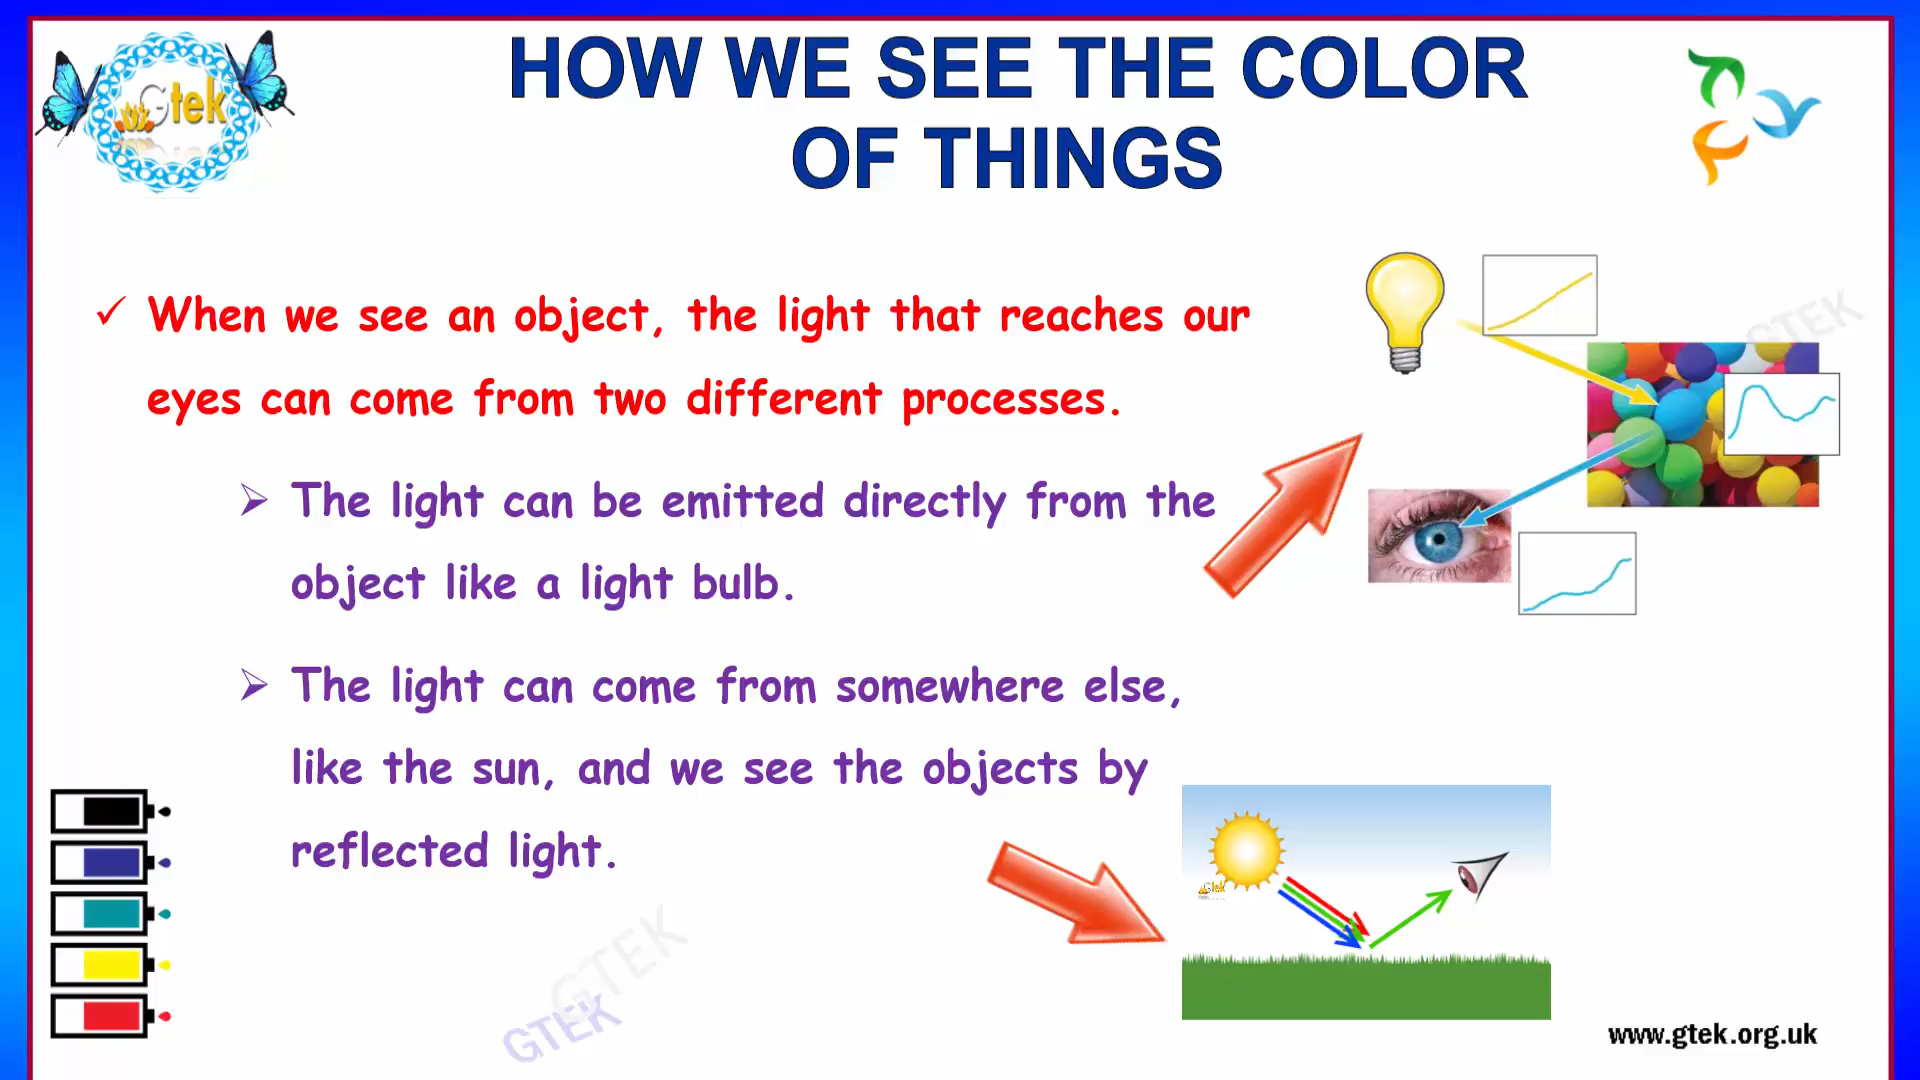 HOW WE SEE THE COLOR
OF THINGS
Gtek
When we see an object, the light that reaches our
eyes can come from two different processes.
GTEK
The light can be emitted directly from the
object like a light bulb.
The light can come from somewhere else,
like the sun, and we see the objects by
reflected light.
Gtek
GTEK
GTEK
www.gtek.org.uk